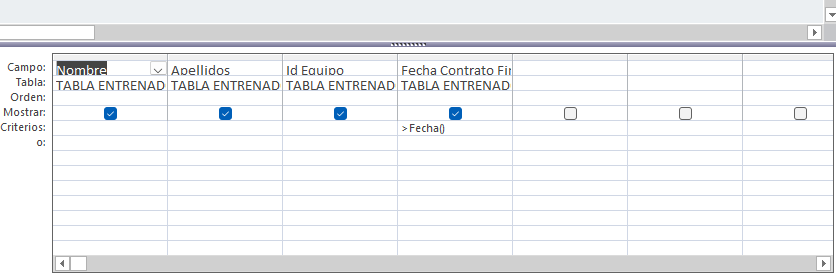 Campo: Nombre Apellidos Id Equipo Fecha Contrato Fin
Tabla: TABLA ENTRENAD TABLA ENTRENAD TABLA ENTRENAD TABLA ENTRENAD
Orden:
Mostrar:
Criterios: >Fecha()
o: